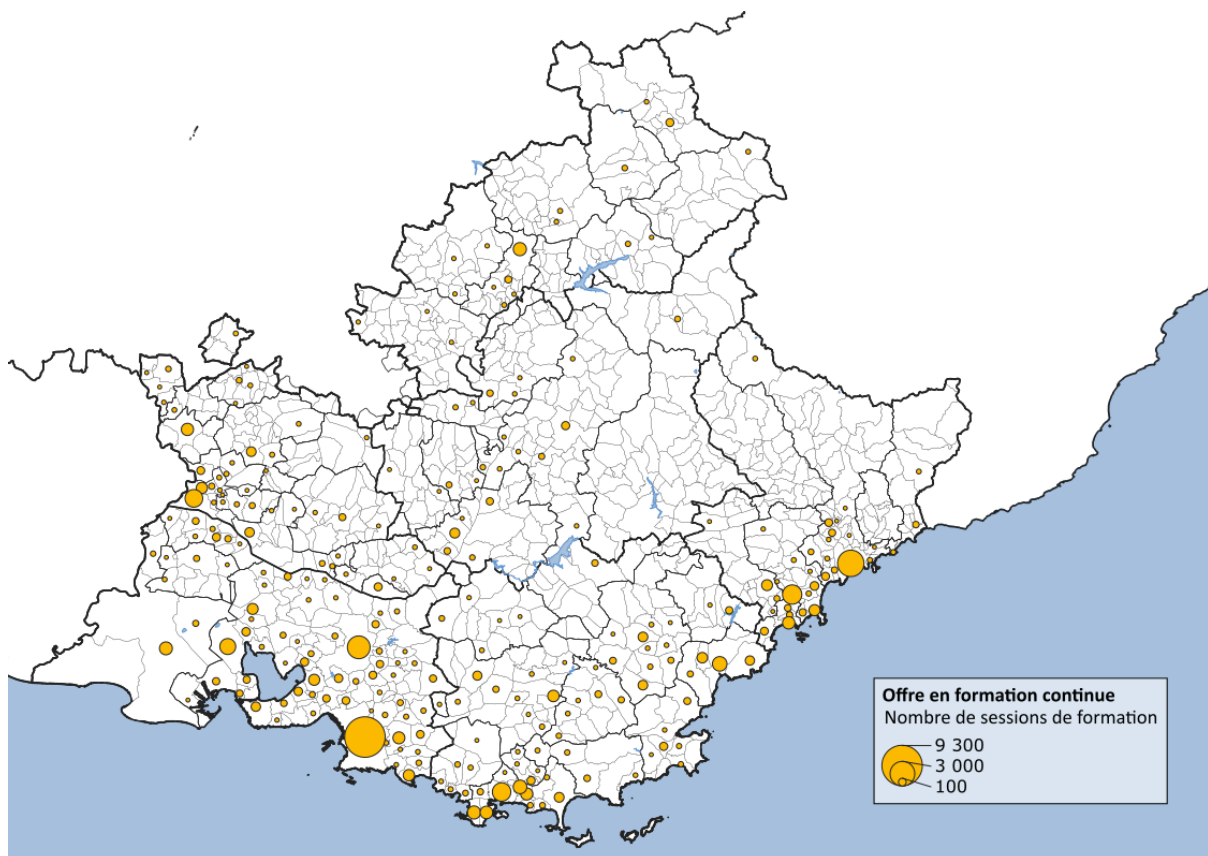 Offre en formation continue
Nombre de sessions de formation
9 300
3 000
100